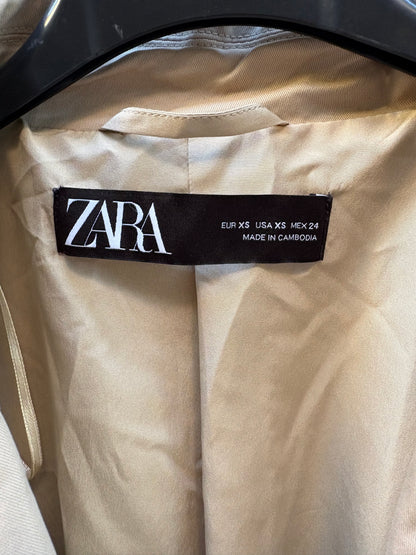 ZARA
EUR XS USA XS MEX 24
MADE IN CAMBODIA